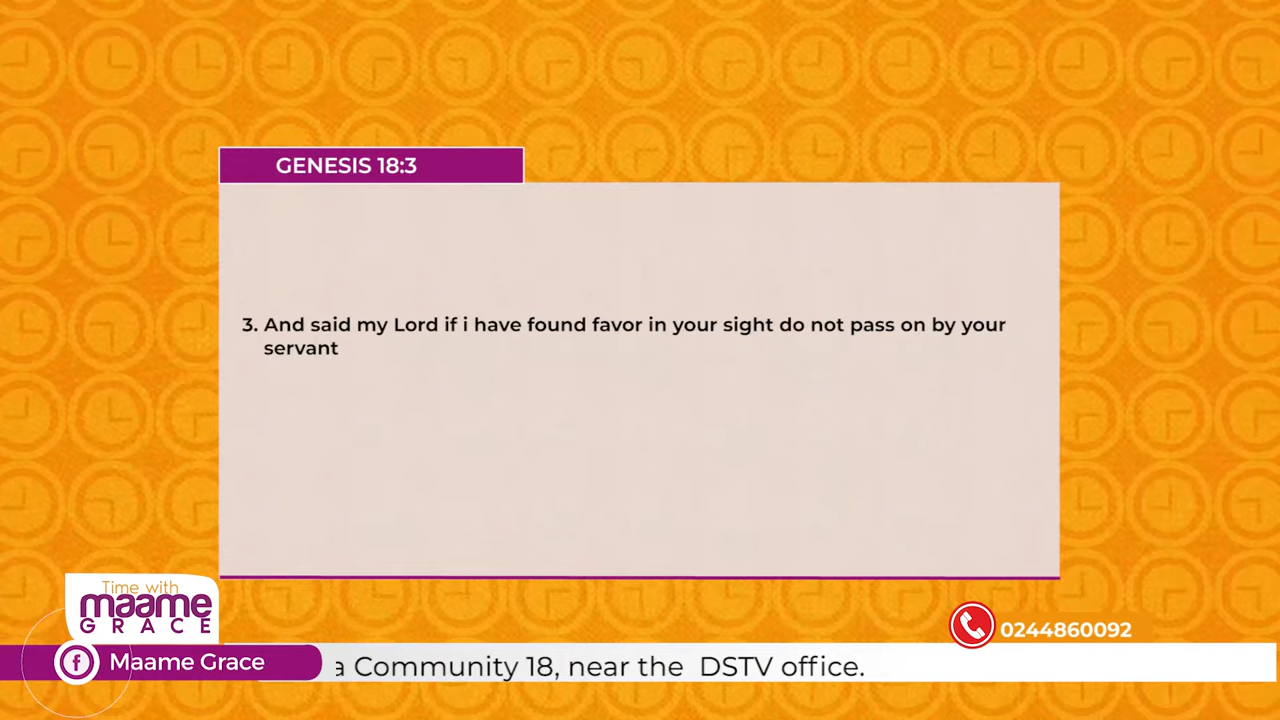 GENESIS 18:3
3. And said my Lord if i have found favor in your sight do not pass on by your
servant
Time with
maame
GRACE
0244860092
Maame Grace
a Community 18, near the DSTV office.